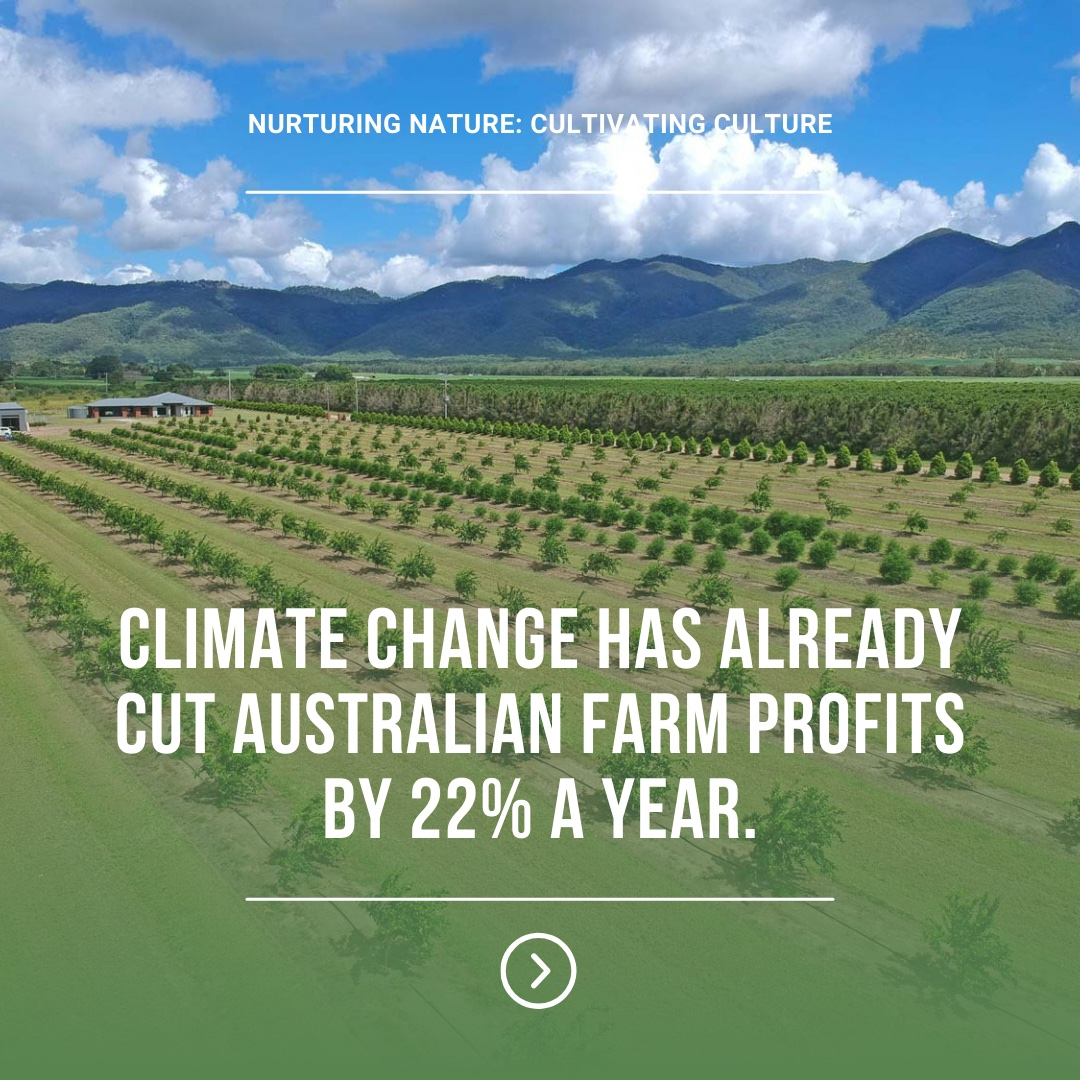 NURTURING NATURE: CULTIVATING CULTURE
CLIMATE CHANGE HAS ALREADY
CUT AUSTRALIAN FARM PROFITS
BY 22% A YEAR.